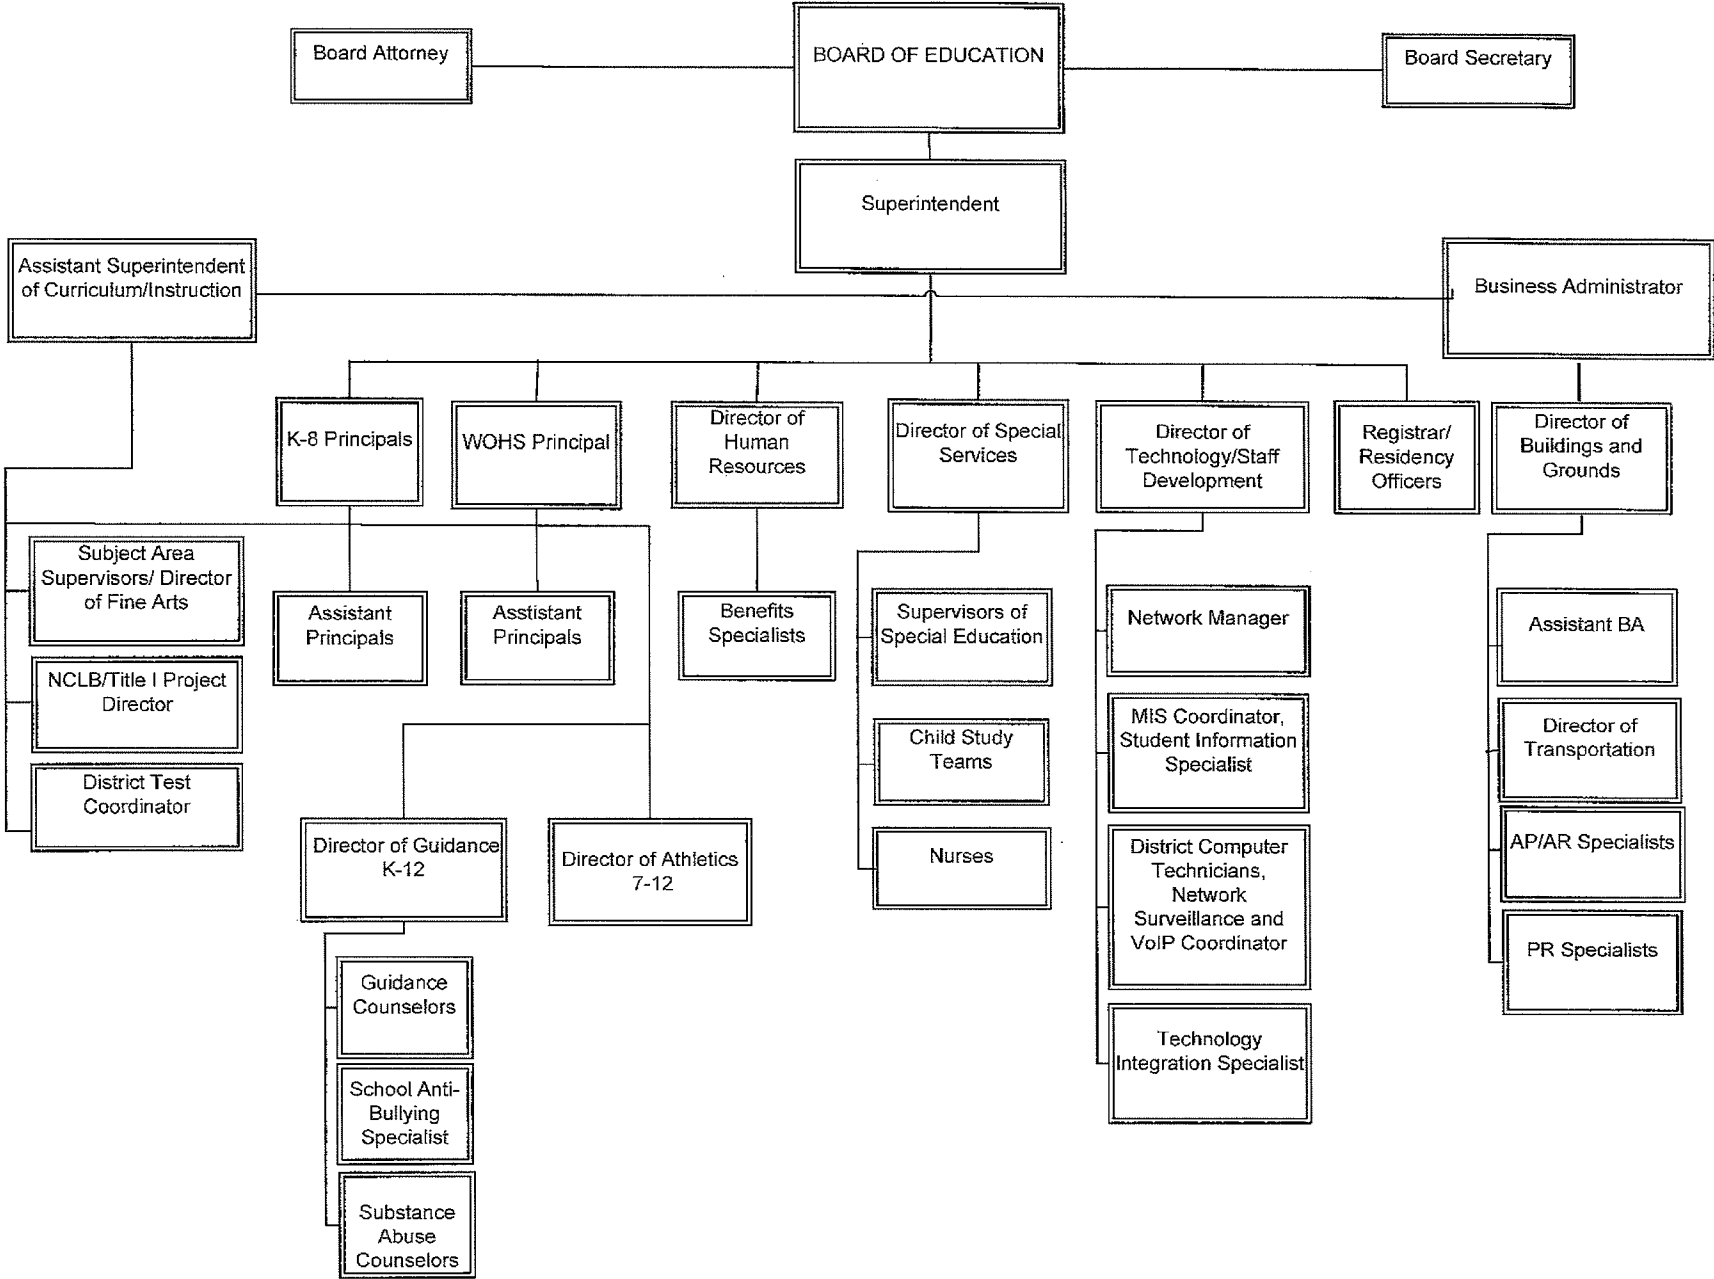 Board Attorney
BOARD OF EDUCATION
Board Secretary
Superintendent
Assistant Superintendent
of Curriculum/Instruction
Business Administrator
K-8 Principals
WOHS Principal
Director of
Human
Resources
Director of Special
Services
Director of
Technology/Staff
Development
Registrar/
Residency
Officers
Director of
Buildings and
Grounds
Subject Area
Supervisors/ Director
of Fine Arts
NCLB/Title I Project
Director
District Test
Coordinator
Assistant
Principals
Asstistant
Principals
Benefits
Specialists
Supervisors of
Special Education
Child Study
Teams
Nurses
Network Manager
MIS Coordinator,
Student Information
Specialist
District Computer
Technicians,
Network
Surveillance and
VoIP Coordinator
Technology
Integration Specialist
Assistant BA
Director of
Transportation
AP/AR Specialists
PR Specialists
Director of Guidance
K-12
Director of Athletics
7-12
Guidance
Counselors
School Anti-
Bullying
Specialist
Substance
Abuse
Counselors